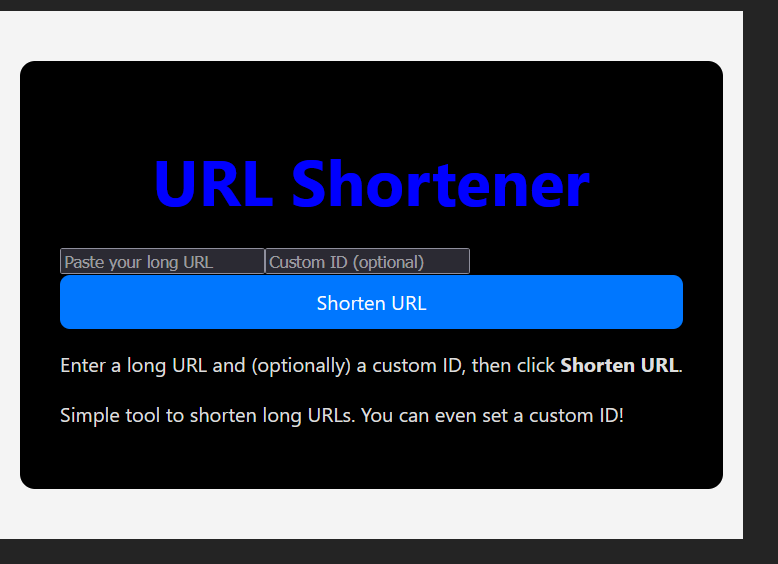 URL Shortener
Paste your long URL Custom ID (optional)
Shorten URL
Enter a long URL and (optionally) a custom ID, then click Shorten URL.
Simple tool to shorten long URLs. You can even set a custom ID!